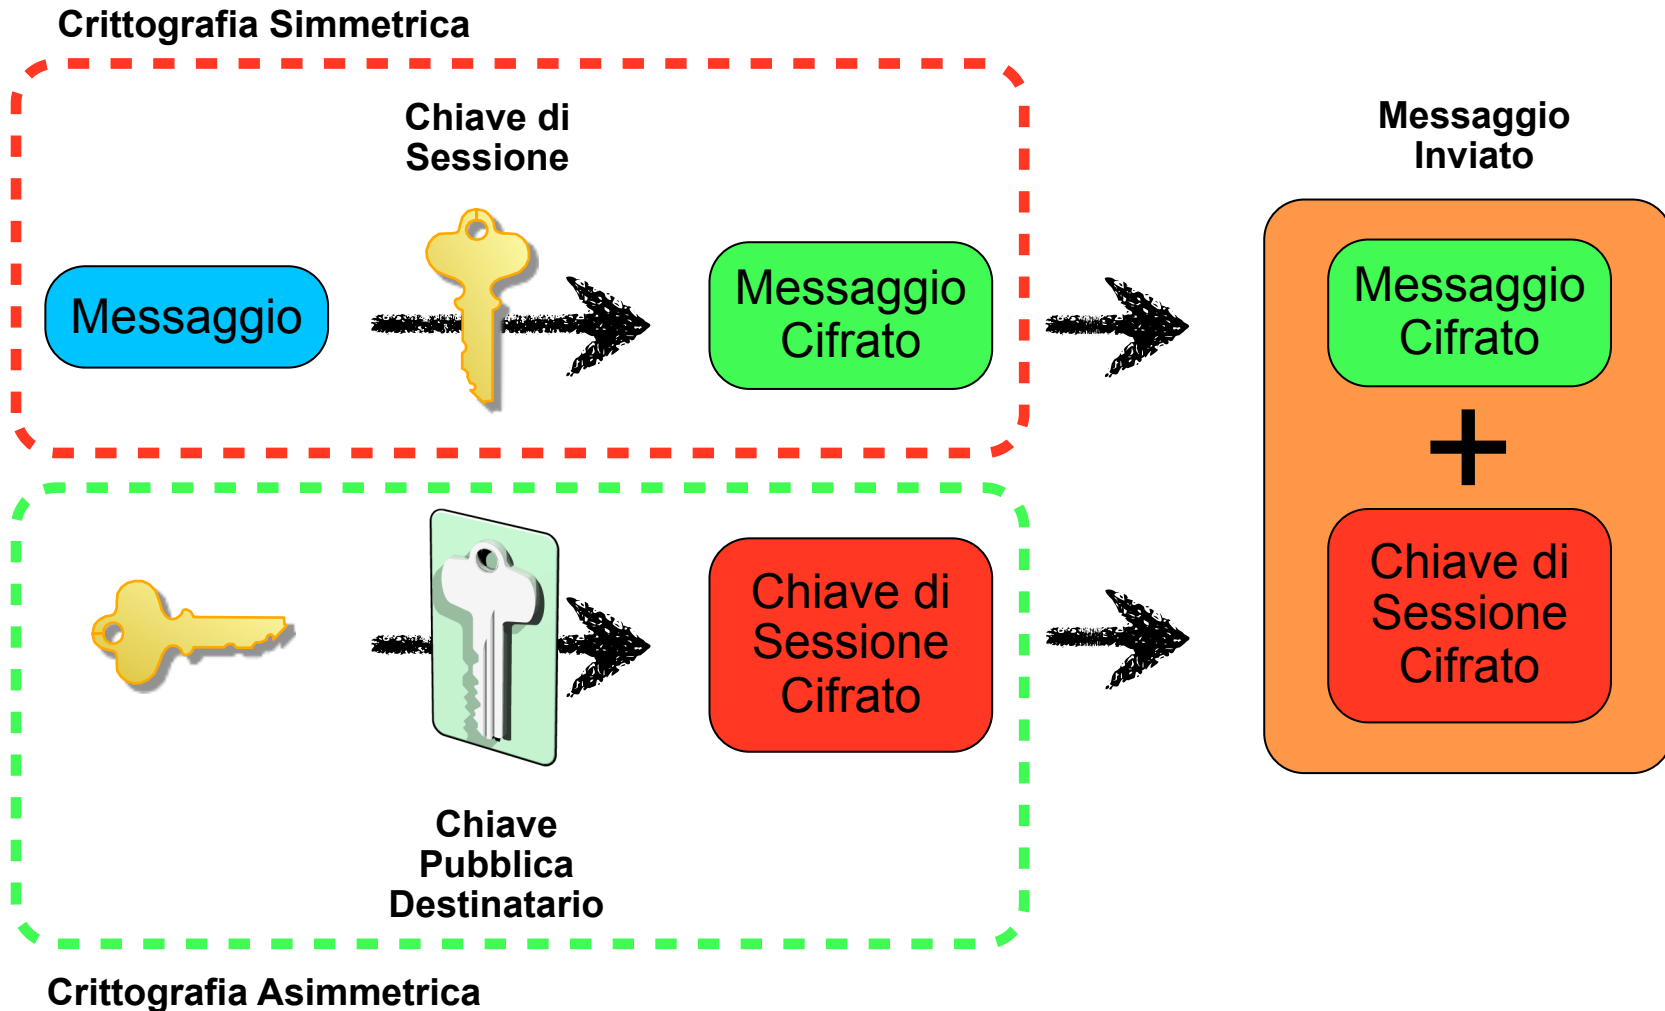 Crittografia Simmetrica
Chiave di
Sessione
Messaggio
Inviato
Messaggio
Messaggio
Cifrato
Messaggio
Cifrato
+
Chiave di
Sessione
Cifrato
Chiave di
Sessione
Cifrato
Chiave
Pubblica
Destinatario
Crittografia Asimmetrica